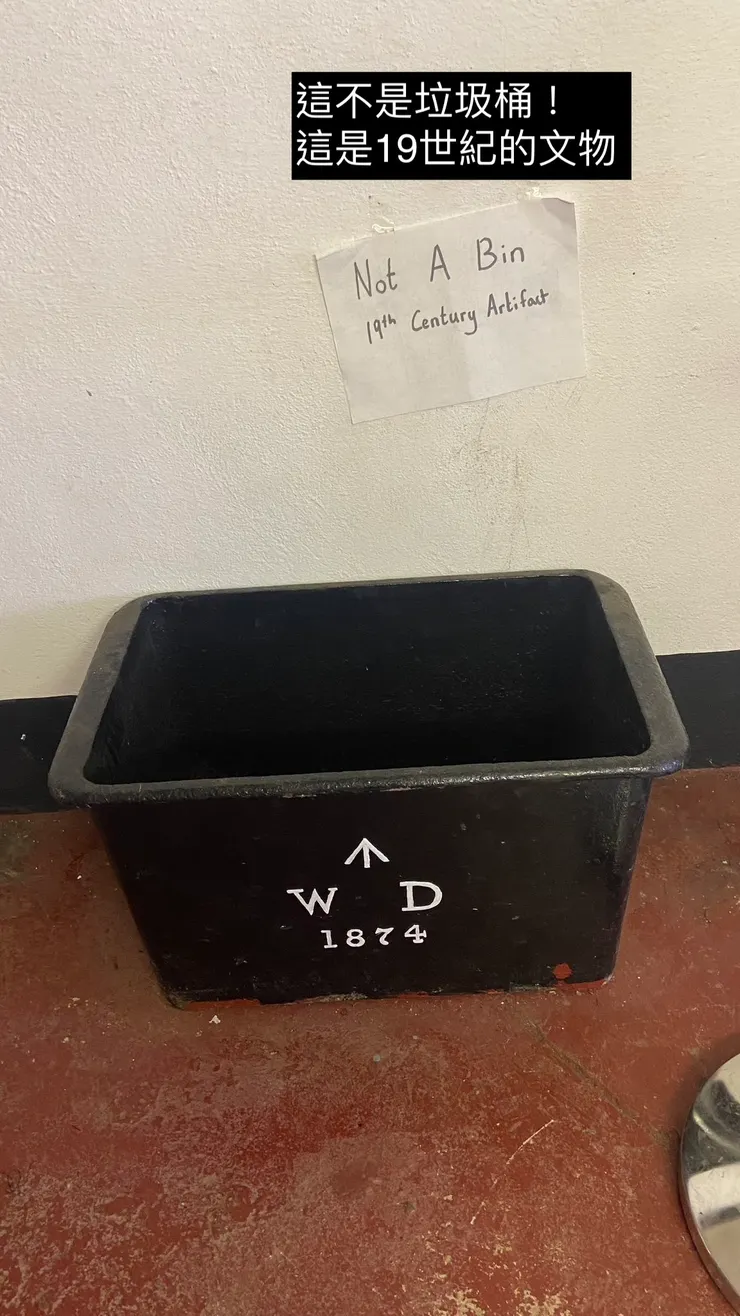 這不是垃圾桶！
這是19世紀的文物
Not A Bin
19th Century Artifact
W D
1874